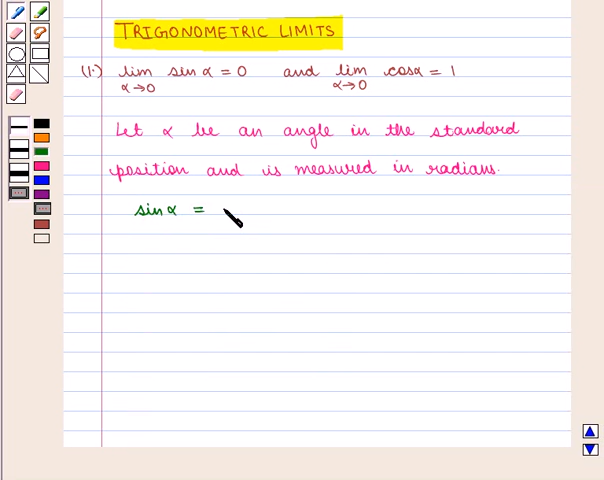 TRIGONOMETRIC LIMITS
(1.) lim sin α = 0 and lim cos α = 1
α→0 α→0
Let α be an angle in the standard
position and is measured in radians.
sin α =